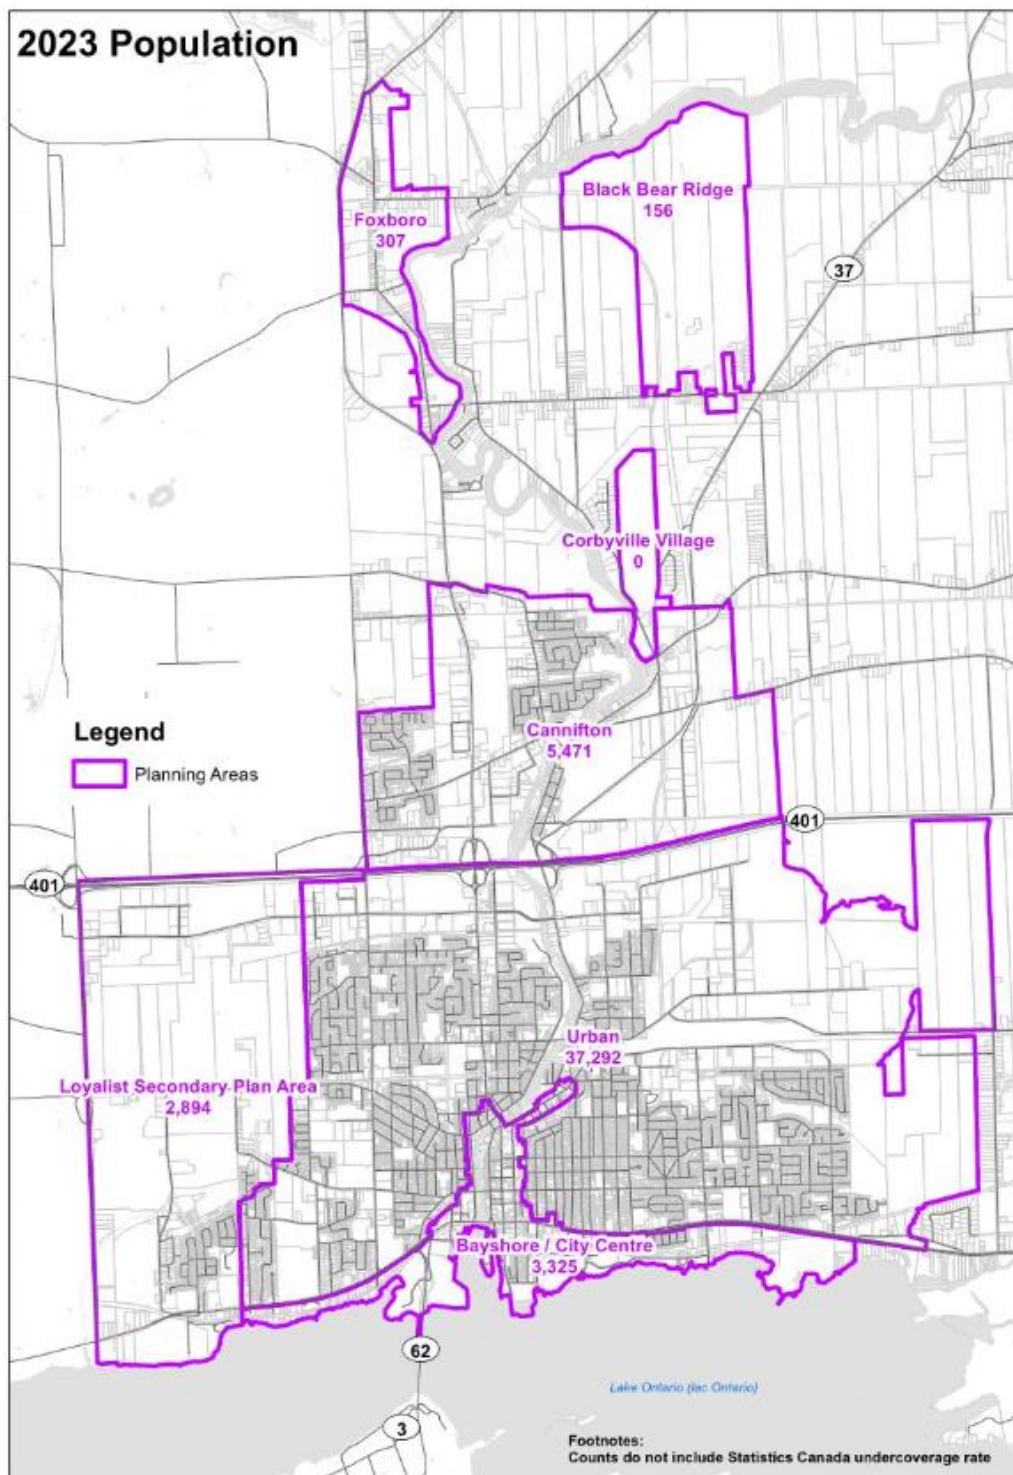 2023 Population
Black Bear Ridge
156
Foxboro
307
37
Corbyville Village
0
Legend
Planning Areas
Cannifton
5,471
401
401
Urban
37,292
Loyalist Secondary Plan Area
2,894
Bayshore / City Centre
3,325
62
Lake Ontario (lac Ontario)
3
Footnotes:
Counts do not include Statistics Canada undercoverage rate